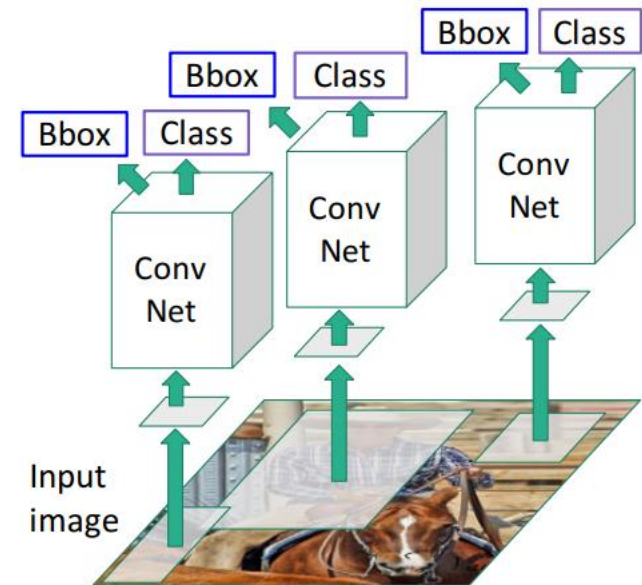 Bbox Class
Bbox Class
Bbox Class
Conv
Net
Conv
Net
Conv
Net
Input
image